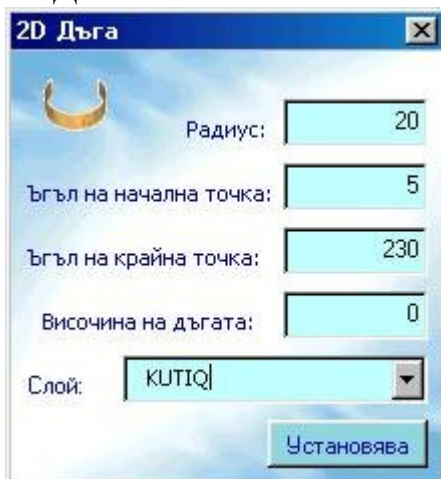 2D Дъга
Радиус: 20
Ъгъл на начална точка: 5
Ъгъл на крайна точка: 230
Височина на дъгата: 0
Слой: KUTIQ
Установява